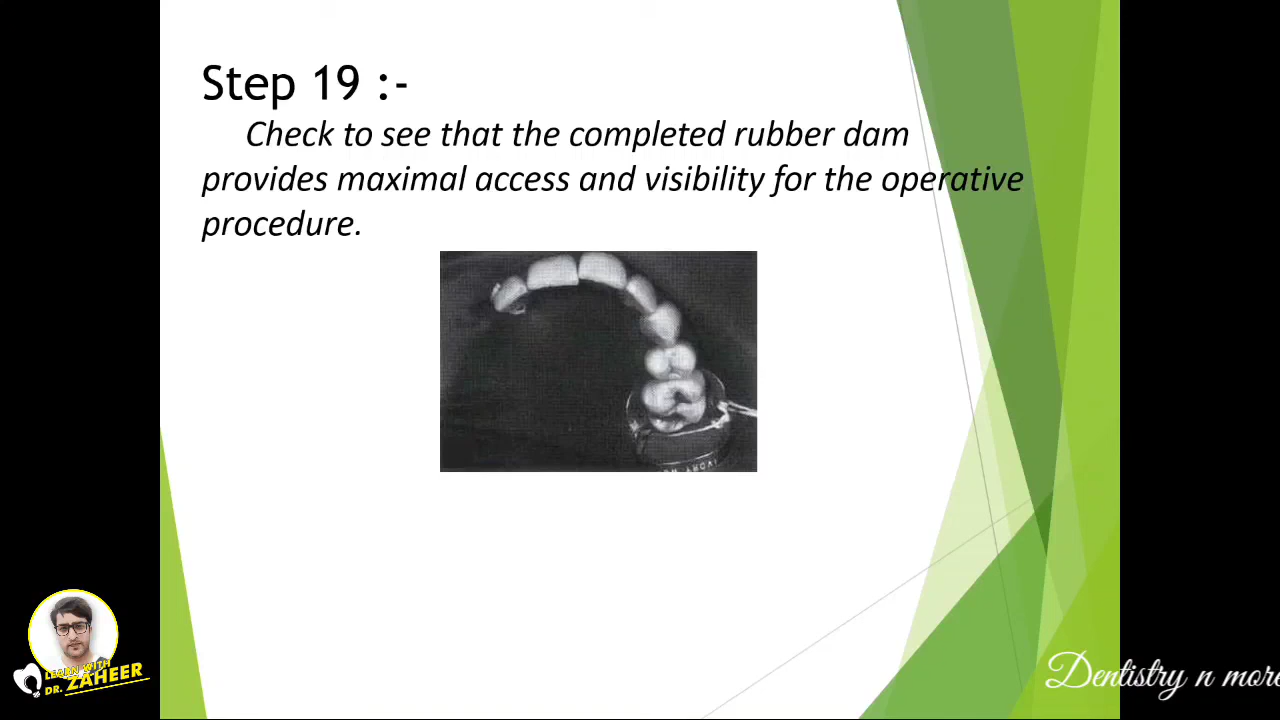 Step 19 :-
Check to see that the completed rubber dam
provides maximal access and visibility for the operative
procedure.
LEARN WITH
DR. ZAHEER
Dentistry n more